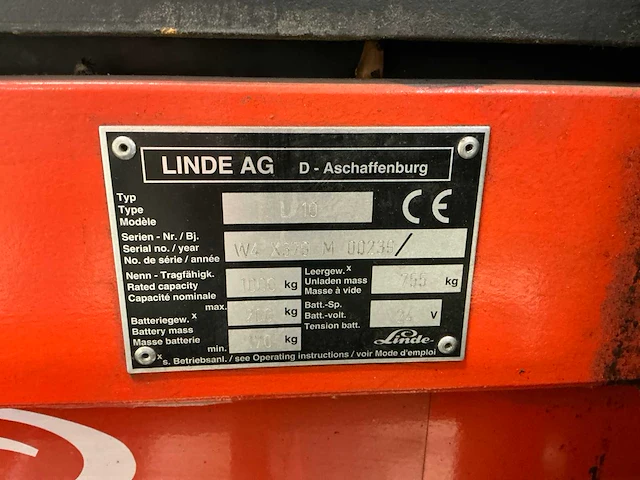 LINDE AG D - Aschaffenburg
Typ
Type
Modèle
L 10
CE
Serien - Nr. / Bj.
Serial no. / year
No. de série / année
/
Nenn - Tragfähigk.
Rated capacity
Capacité nominale
kg
Leergew. x
Unladen mass
Masse à vide
kg
max.
Batteriegew. x
Battery mass
Masse batterie
min.
kg
kg
Batt.-Sp.
Batt.-volt.
Tension batt.
V
Linde
x s. Betriebsanl. / see Operating instructions / voir Mode d'emploi